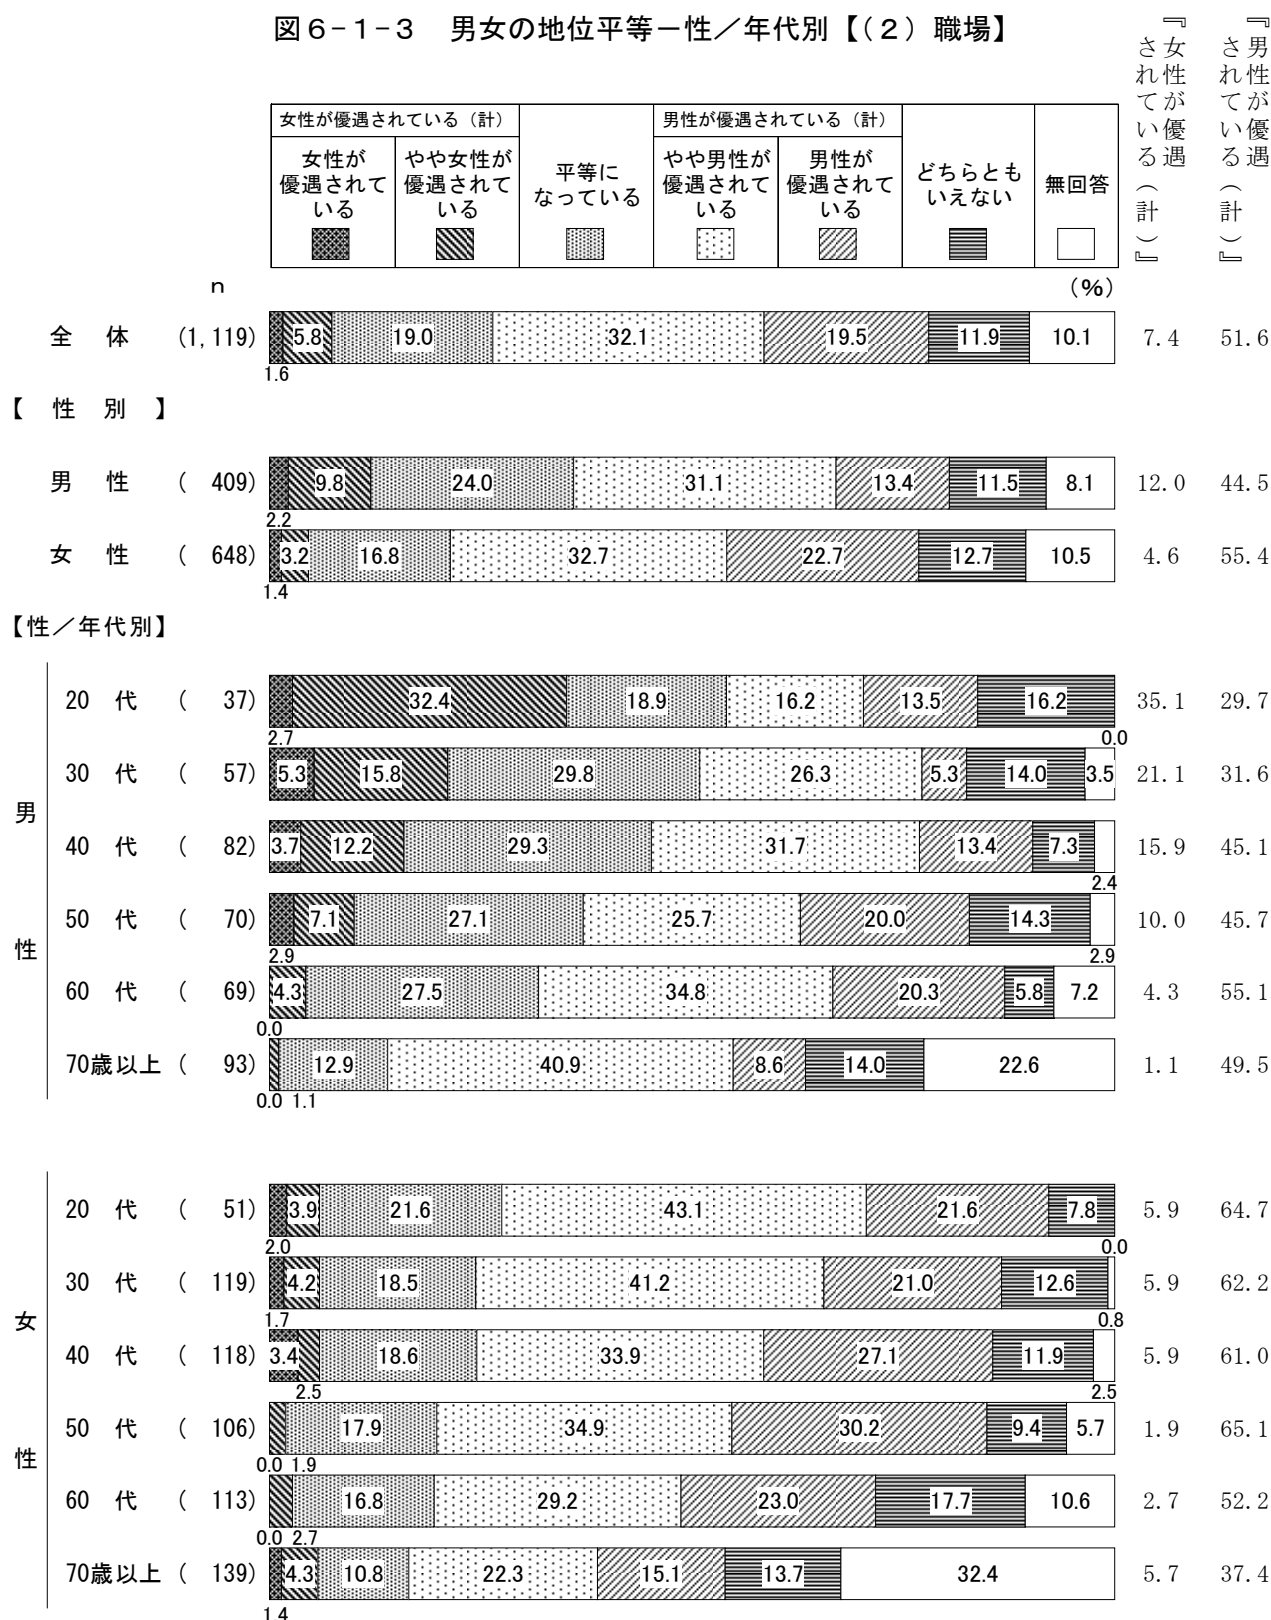 図6-1-3 男女の地位平等－性／年代別【(2) 職場】
『女性が優遇されている(計)』
『男性が優遇されている(計)』
女性が優遇されている(計)
男性が優遇されている(計)
女性が優遇されている
やや女性が優遇されている
平等になっている
やや男性が優遇されている
男性が優遇されている
どちらともいえない
無回答
n
(%)
全体 (1,119) 5.8 19.0 32.1 19.5 11.9 10.1 7.4 51.6
1.6
【性別】
男性 (409) 9.8 24.0 31.1 13.4 11.5 8.1 12.0 44.5
2.2
女性 (648) 3.2 16.8 32.7 22.7 12.7 10.5 4.6 55.4
1.4
【性／年代別】
男性
20代 (37) 32.4 18.9 16.2 13.5 16.2 35.1 29.7
2.7 0.0
30代 (57) 5.3 15.8 29.8 26.3 5.3 14.0 3.5 21.1 31.6
40代 (82) 3.7 12.2 29.3 31.7 13.4 7.3 15.9 45.1
2.4
50代 (70) 7.1 27.1 25.7 20.0 14.3 10.0 45.7
2.9 2.9
60代 (69) 4.3 27.5 34.8 20.3 5.8 7.2 4.3 55.1
0.0
70歳以上 (93) 12.9 40.9 8.6 14.0 22.6 1.1 49.5
0.0 1.1
女性
20代 (51) 3.9 21.6 43.1 21.6 7.8 5.9 64.7
2.0 0.0
30代 (119) 4.2 18.5 41.2 21.0 12.6 5.9 62.2
1.7 0.8
40代 (118) 3.4 18.6 33.9 27.1 11.9 5.9 61.0
2.5 2.5
50代 (106) 17.9 34.9 30.2 9.4 5.7 1.9 65.1
0.0 1.9
60代 (113) 16.8 29.2 23.0 17.7 10.6 2.7 52.2
0.0 2.7
70歳以上 (139) 4.3 10.8 22.3 15.1 13.7 32.4 5.7 37.4
1.4